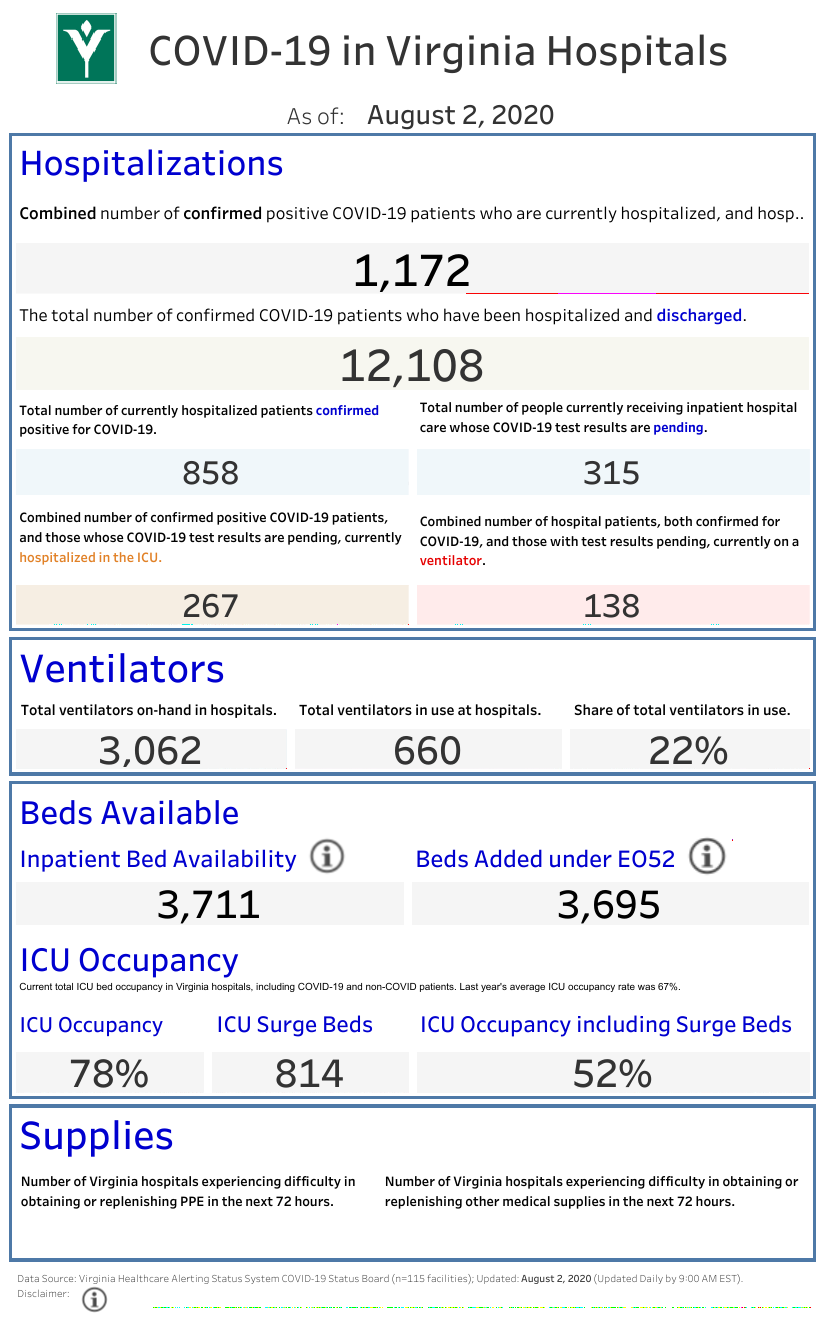 COVID-19 in Virginia Hospitals
As of: August 2, 2020
Hospitalizations
Combined number of confirmed positive COVID-19 patients who are currently hospitalized, and hosp..
1,172
The total number of confirmed COVID-19 patients who have been hospitalized and discharged.
12,108
Total number of currently hospitalized patients confirmed
positive for COVID-19.
858
Total number of people currently receiving inpatient hospital
care whose COVID-19 test results are pending.
315
Combined number of confirmed positive COVID-19 patients,
and those whose COVID-19 test results are pending, currently
hospitalized in the ICU.
267
Combined number of hospital patients, both confirmed for
COVID-19, and those with test results pending, currently on a
ventilator.
138
Ventilators
Total ventilators on-hand in hospitals.
3,062
Total ventilators in use at hospitals.
660
Share of total ventilators in use.
22%
Beds Available
Inpatient Bed Availability
3,711
Beds Added under EO52
3,695
ICU Occupancy
Current total ICU bed occupancy in Virginia hospitals, including COVID-19 and non-COVID patients. Last year's average ICU occupancy rate was 67%.
ICU Occupancy
78%
ICU Surge Beds
814
ICU Occupancy including Surge Beds
52%
Supplies
Number of Virginia hospitals experiencing difficulty in
obtaining or replenishing PPE in the next 72 hours.
Number of Virginia hospitals experiencing difficulty in obtaining or
replenishing other medical supplies in the next 72 hours.
Data Source: Virginia Healthcare Alerting Status System COVID-19 Status Board (n=115 facilities); Updated: August 2, 2020 (Updated Daily by 9:00 AM EST).
Disclaimer: